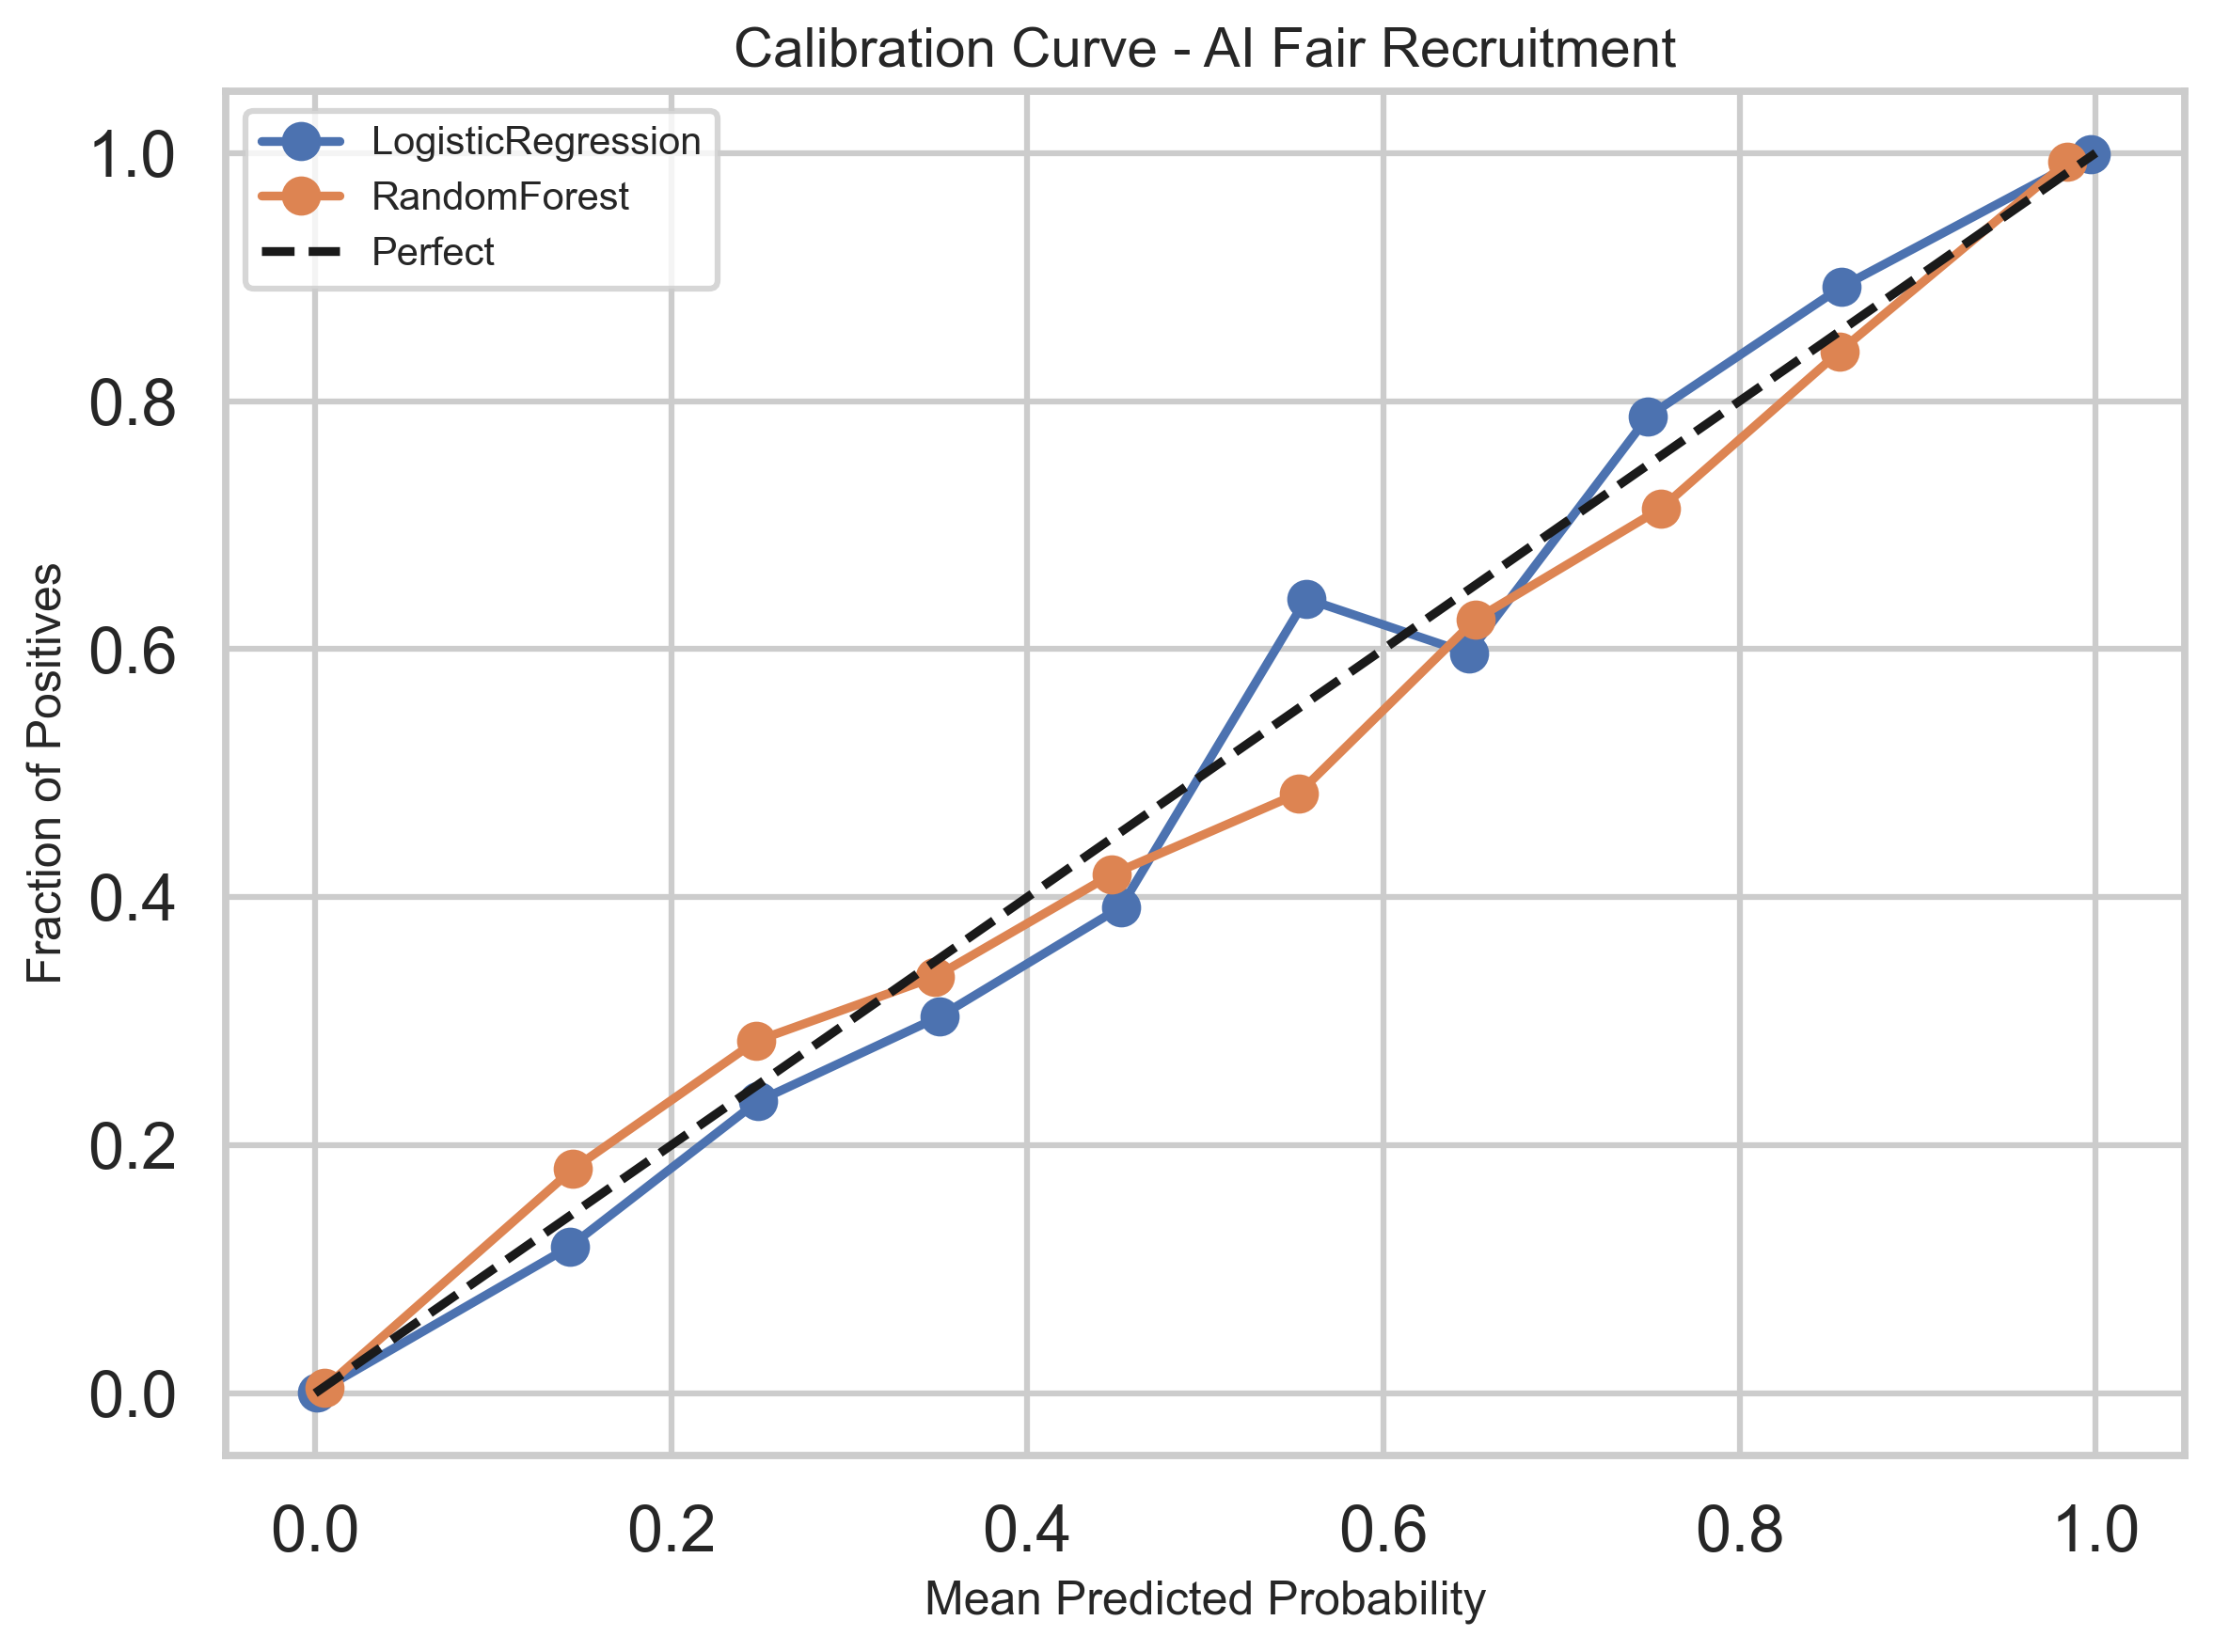 Calibration Curve - AI Fair Recruitment
LogisticRegression
RandomForest
Perfect
1.0
0.8
0.6
0.4
0.2
0.0
Fraction of Positives
0.0 0.2 0.4 0.6 0.8 1.0
Mean Predicted Probability